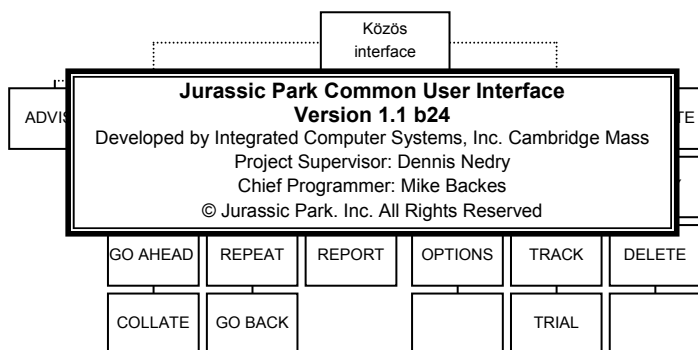 Közös
interface
Jurassic Park Common User Interface
Version 1.1 b24
Developed by Integrated Computer Systems, Inc. Cambridge Mass
Project Supervisor: Dennis Nedry
Chief Programmer: Mike Backes
© Jurassic Park. Inc. All Rights Reserved
GO AHEAD REPEAT REPORT OPTIONS TRACK DELETE
COLLATE GO BACK TRIAL